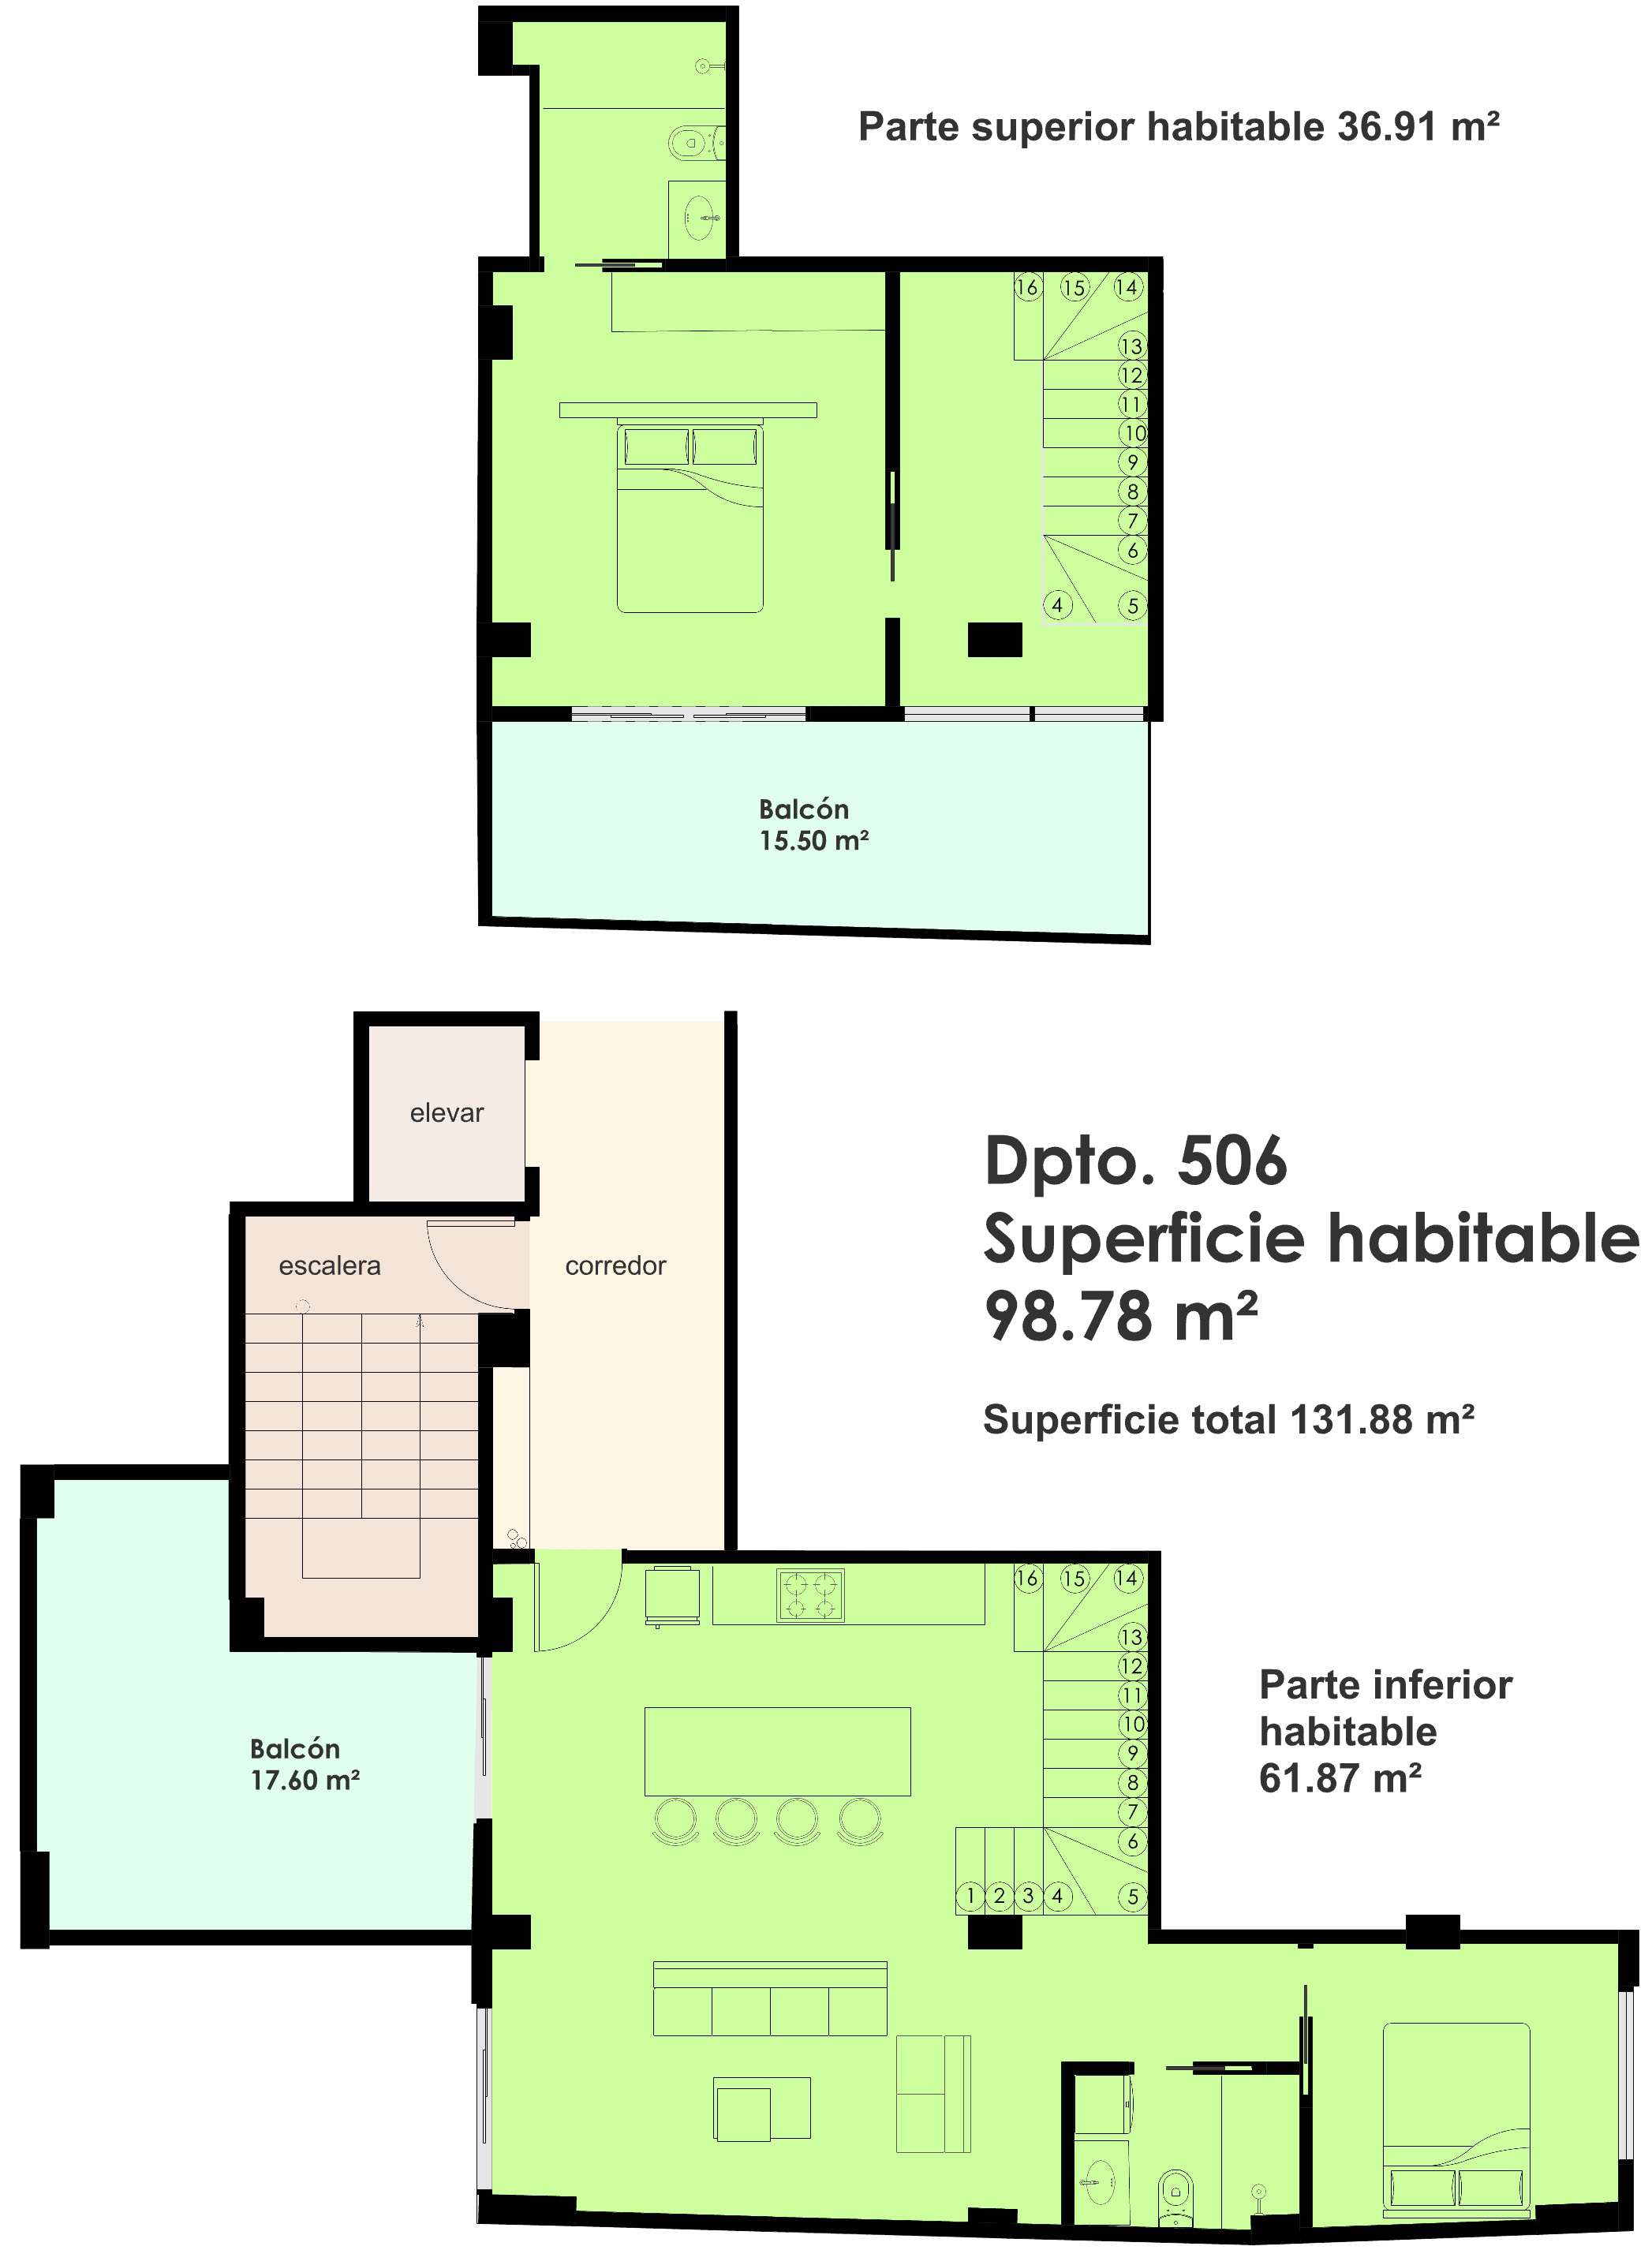 Parte superior habitable 36.91 m²
16 15 14
13
12
11
10
9
8
7
6
4 5
Balcón
15.50 m²
elevar
escalera
corredor
Dpto. 506
Superficie habitable
98.78 m²
Superficie total 131.88 m²
16 15 14
13
12
11
10
9
8
7
6
1 2 3 4 5
Balcón
17.60 m²
Parte inferior
habitable
61.87 m²